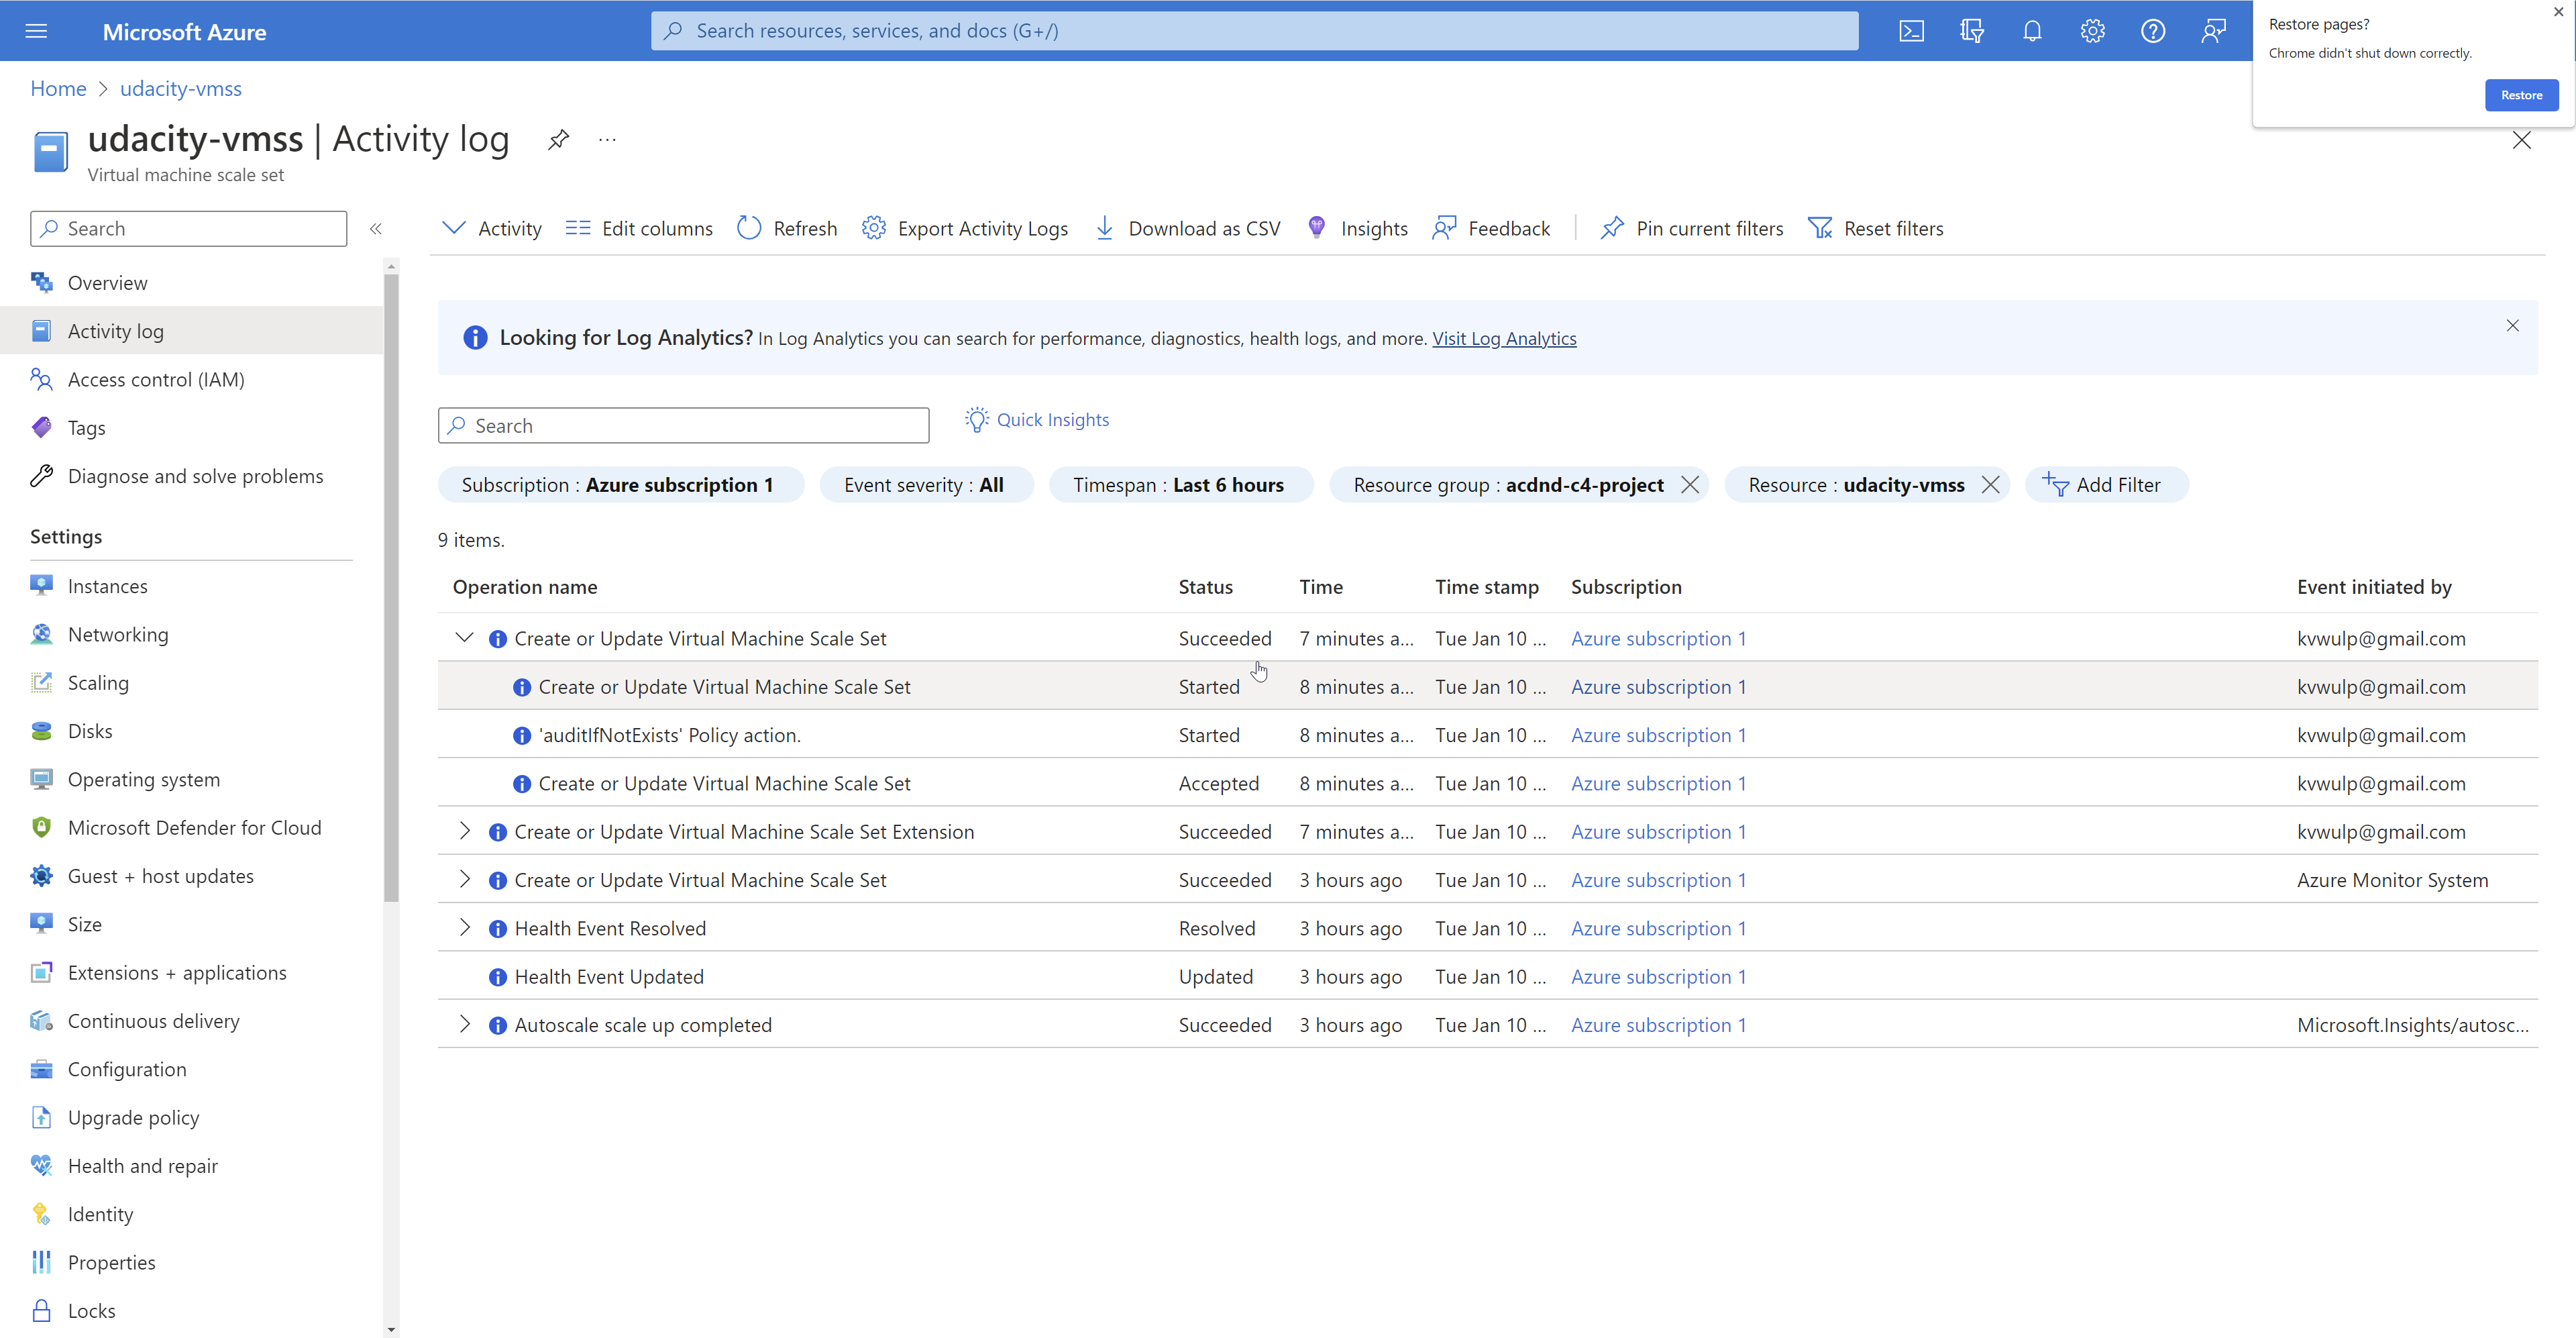 Microsoft Azure
Search resources, services, and docs (G+/)
Restore pages?
Chrome didn't shut down correctly.
Restore
Home > udacity-vmss
udacity-vmss | Activity log
...
Virtual machine scale set
Search
«
Activity
Edit columns
Refresh
Export Activity Logs
Download as CSV
Insights
Feedback
Pin current filters
Reset filters
Overview
Activity log
Access control (IAM)
Tags
Diagnose and solve problems
Settings
Instances
Networking
Scaling
Disks
Operating system
Microsoft Defender for Cloud
Guest + host updates
Size
Extensions + applications
Continuous delivery
Configuration
Upgrade policy
Health and repair
Identity
Properties
Locks
Looking for Log Analytics? In Log Analytics you can search for performance, diagnostics, health logs, and more. Visit Log Analytics
Search
Quick Insights
Subscription : Azure subscription 1
Event severity : All
Timespan : Last 6 hours
Resource group : acdnd-c4-project
Resource : udacity-vmss
Add Filter
9 items.
Operation name Status Time Time stamp Subscription Event initiated by
Create or Update Virtual Machine Scale Set Succeeded 7 minutes a... Tue Jan 10 ... Azure subscription 1 kvwulp@gmail.com
Create or Update Virtual Machine Scale Set Started 8 minutes a... Tue Jan 10 ... Azure subscription 1 kvwulp@gmail.com
'auditIfNotExists' Policy action. Started 8 minutes a... Tue Jan 10 ... Azure subscription 1 kvwulp@gmail.com
Create or Update Virtual Machine Scale Set Accepted 8 minutes a... Tue Jan 10 ... Azure subscription 1 kvwulp@gmail.com
Create or Update Virtual Machine Scale Set Extension Succeeded 7 minutes a... Tue Jan 10 ... Azure subscription 1 kvwulp@gmail.com
Create or Update Virtual Machine Scale Set Succeeded 3 hours ago Tue Jan 10 ... Azure subscription 1 Azure Monitor System
Health Event Resolved Resolved 3 hours ago Tue Jan 10 ... Azure subscription 1
Health Event Updated Updated 3 hours ago Tue Jan 10 ... Azure subscription 1
Autoscale scale up completed Succeeded 3 hours ago Tue Jan 10 ... Azure subscription 1 Microsoft.Insights/autosc...